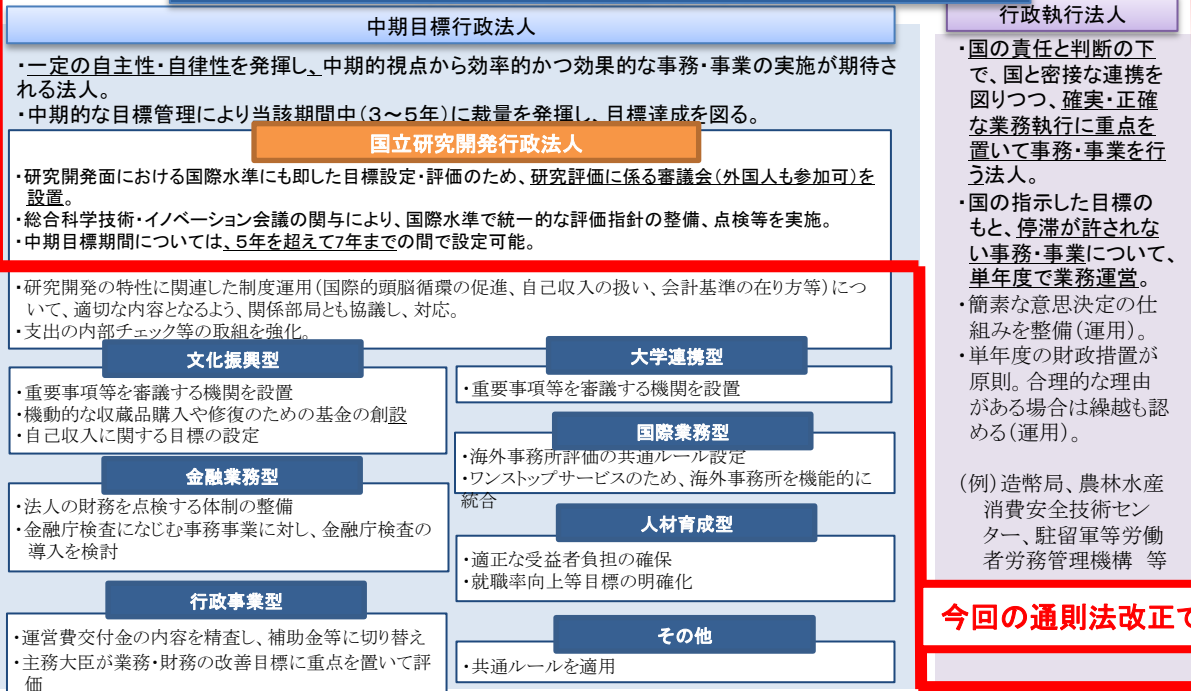 中期目標行政法人
・一定の自主性・自律性を発揮し、中期的視点から効率的かつ効果的な事務・事業の実施が期待さ
れる法人。
・中期的な目標管理により当該期間中(3～5年)に裁量を発揮し、目標達成を図る。
国立研究開発行政法人
・研究開発面における国際水準にも即した目標設定・評価のため、研究評価に係る審議会(外国人も参加可)を
設置。
・総合科学技術・イノベーション会議の関与により、国際水準で統一的な評価指針の整備、点検等を実施。
・中期目標期間については、5年を超えて7年までの間で設定可能。
・研究開発の特性に関連した制度運用(国際的頭脳循環の促進、自己収入の扱い、会計基準の在り方等)につ
いて、適切な内容となるよう、関係部局とも協議し、対応。
・支出の内部チェック等の取組を強化。
文化振興型
・重要事項等を審議する機関を設置
・機動的な収蔵品購入や修復のための基金の創設
・自己収入に関する目標の設定
金融業務型
・法人の財務を点検する体制の整備
・金融庁検査になじむ事務事業に対し、金融庁検査の
導入を検討
行政事業型
・運営費交付金の内容を精査し、補助金等に切り替え
・主務大臣が業務・財務の改善目標に重点を置いて評
価
大学連携型
・重要事項等を審議する機関を設置
国際業務型
・海外事務所評価の共通ルール設定
・ワンストップサービスのため、海外事務所を機能的に
統合
人材育成型
・適正な受益者負担の確保
・就職率向上等目標の明確化
その他
・共通ルールを適用
行政執行法人
・国の責任と判断の下
で、国と密接な連携を
図りつつ、確実・正確
な業務執行に重点を
置いて事務・事業を行
う法人。
・国の指示した目標の
もと、停滞が許されな
い事務・事業について、
単年度で業務運営。
・簡素な意思決定の仕
組みを整備(運用)。
・単年度の財政措置が
原則。合理的な理由
がある場合は繰越も認
める(運用)。
(例)造幣局、農林水産
消費安全技術セン
ター、駐留軍等労働
者労務管理機構 等
今回の通則法改正で